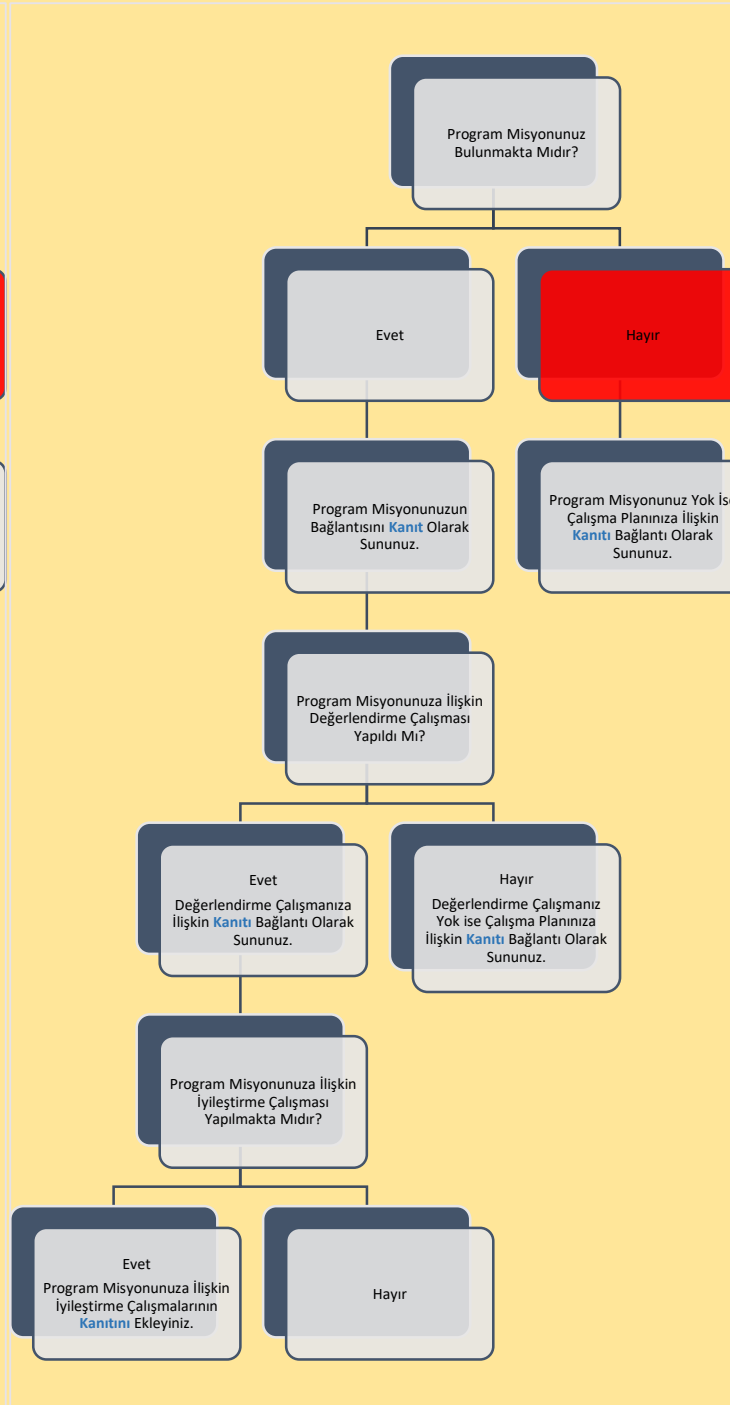 Program Misyonunuz
Bulunmakta Mıdır?
Evet
Hayır
Program Misyonunuzun
Bağlantısını Kanıt Olarak
Sununuz.
Program Misyonunuz Yok İse
Çalışma Planınıza İlişkin
Kanıtı Bağlantı Olarak
Sununuz.
Program Misyonunuza İlişkin
Değerlendirme Çalışması
Yapıldı Mı?
Evet
Değerlendirme Çalışmanıza
İlişkin Kanıtı Bağlantı Olarak
Sununuz.
Hayır
Değerlendirme Çalışmanız
Yok ise Çalışma Planınıza
İlişkin Kanıtı Bağlantı Olarak
Sununuz.
Program Misyonunuza İlişkin
İyileştirme Çalışması
Yapılmakta Mıdır?
Evet
Program Misyonunuza İlişkin
İyileştirme Çalışmalarının
Kanıtını Ekleyiniz.
Hayır